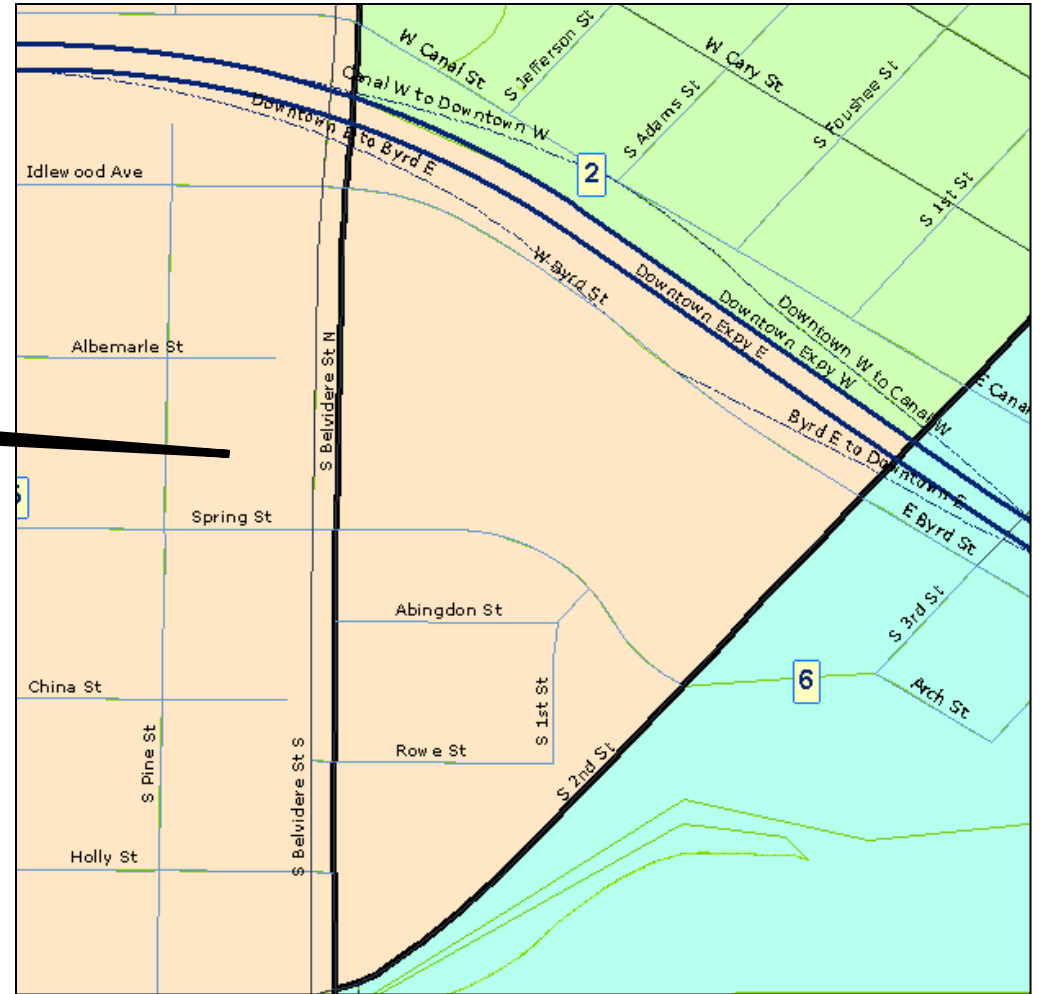 W Canal St
S Jefferson St
W Cary St
Canal W to Downtown W
S Adams St
S Foushee St
Downtown E to Byrd E
2
Idlewood Ave
S 1st St
W Byrd St
Downtown Expy E
Downtown Expy W
Downtown W to Canal W
Albemarle St
S Belvidere St N
E Canal
Byrd E to Downtown E
Spring St
E Byrd St
Abingdon St
S 3rd St
6
China St
Arch St
S 1st St
S Pine St
Rowe St
S Belvidere St S
S 2nd St
Holly St